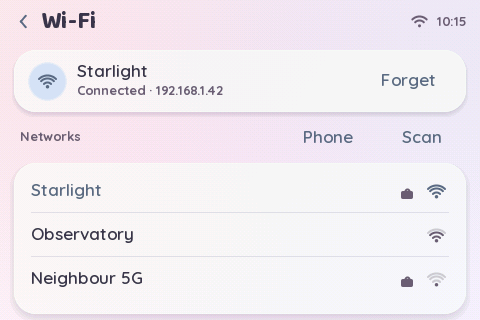 Wi-Fi
10:15
Starlight
Connected · 192.168.1.42
Forget
Networks
Phone
Scan
Starlight
Observatory
Neighbour 5G